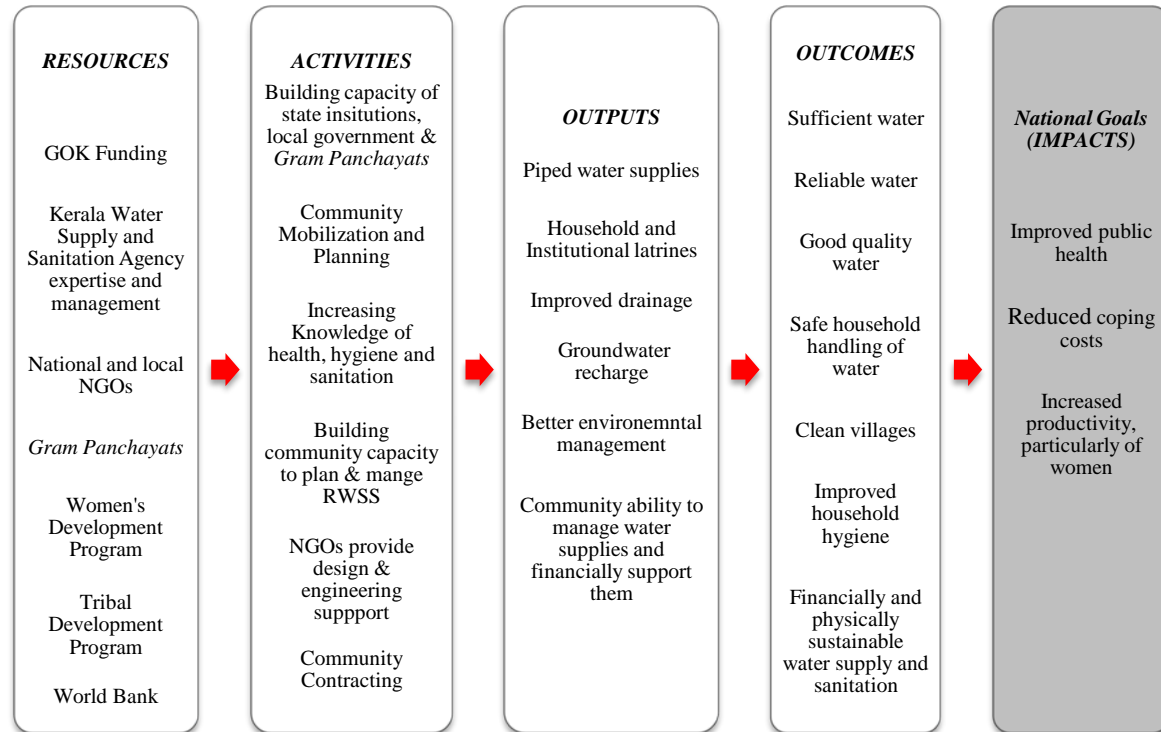 RESOURCES
GOK Funding
Kerala Water
Supply and
Sanitation Agency
expertise and
management
National and local
NGOs
Gram Panchayats
Women's
Development
Program
Tribal
Development
Program
World Bank
ACTIVITIES
Building capacity of
state insitutions,
local government &
Gram Panchayats
Community
Mobilization and
Planning
Increasing
Knowledge of
health, hygiene and
sanitation
Building
community capacity
to plan & mange
RWSS
NGOs provide
design &
engineering
suppport
Community
Contracting
OUTPUTS
Piped water supplies
Household and
Institutional latrines
Improved drainage
Groundwater
recharge
Better environemntal
management
Community ability to
manage water
supplies and
financially support
them
OUTCOMES
Sufficient water
Reliable water
Good quality
water
Safe household
handling of
water
Clean villages
Improved
household
hygiene
Financially and
physically
sustainable
water supply and
sanitation
National Goals
(IMPACTS)
Improved public
health
Reduced coping
costs
Increased
productivity,
particularly of
women